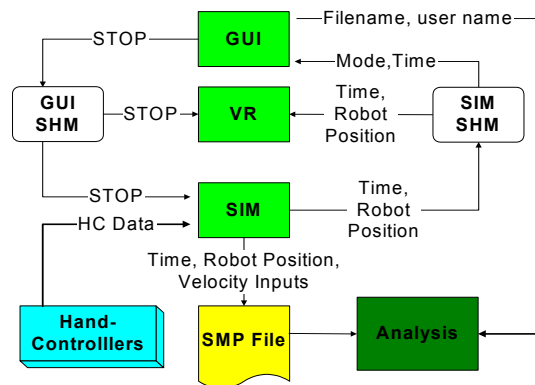 Filename, user name
STOP
GUI
Mode,Time
GUI
SHM
STOP
VR
Time,
Robot
Position
SIM
SHM
STOP
SIM
Time,
Robot
Position
HC Data
Time, Robot Position,
Velocity Inputs
Hand-
Controlllers
SMP File
Analysis